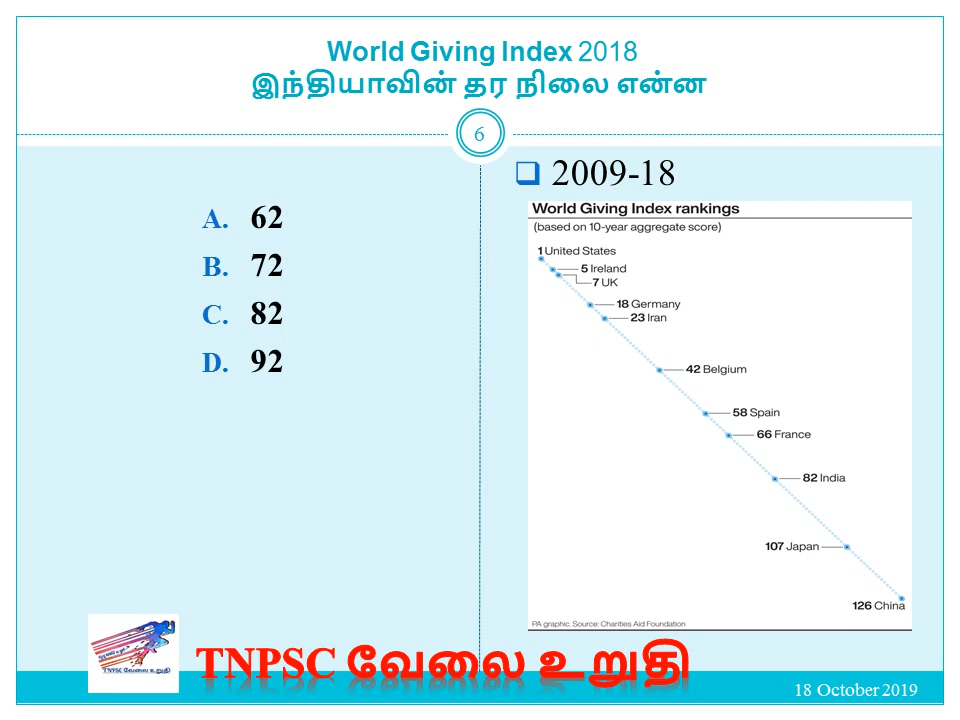 World Giving Index 2018
இந்தியாவின் தர நிலை என்ன
6
A. 62
B. 72
C. 82
D. 92
2009-18
World Giving Index rankings
(based on 10-year aggregate score)
1 United States
5 Ireland
7 UK
18 Germany
23 Iran
42 Belgium
58 Spain
66 France
82 India
107 Japan
126 China
PA graphic. Source: Charities Aid Foundation
TNPSC வேலை உறுதி
TNPSC வேலை உறுதி
18 October 2019